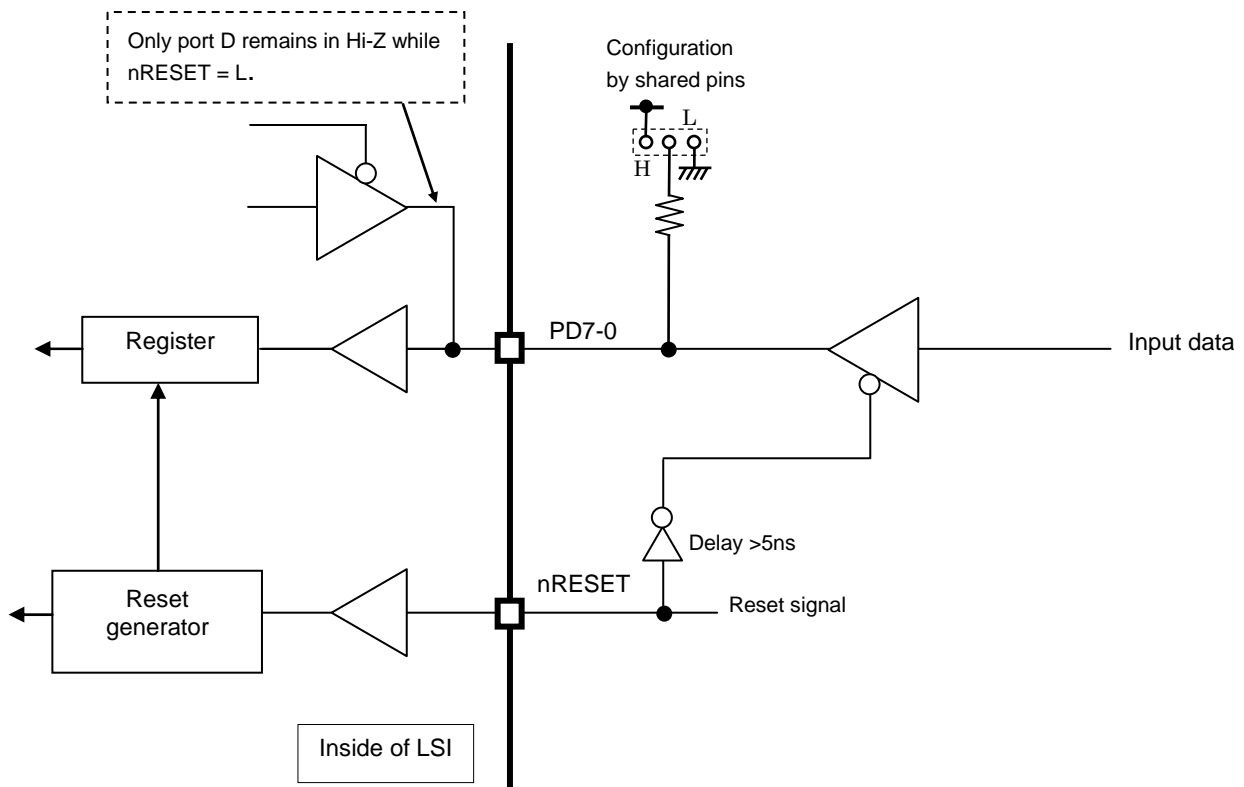 Only port D remains in Hi-Z while
nRESET = L.
Configuration
by shared pins
L
H
PD7-0
Register
Input data
Delay >5ns
nRESET
Reset
generator
Reset signal
Inside of LSI